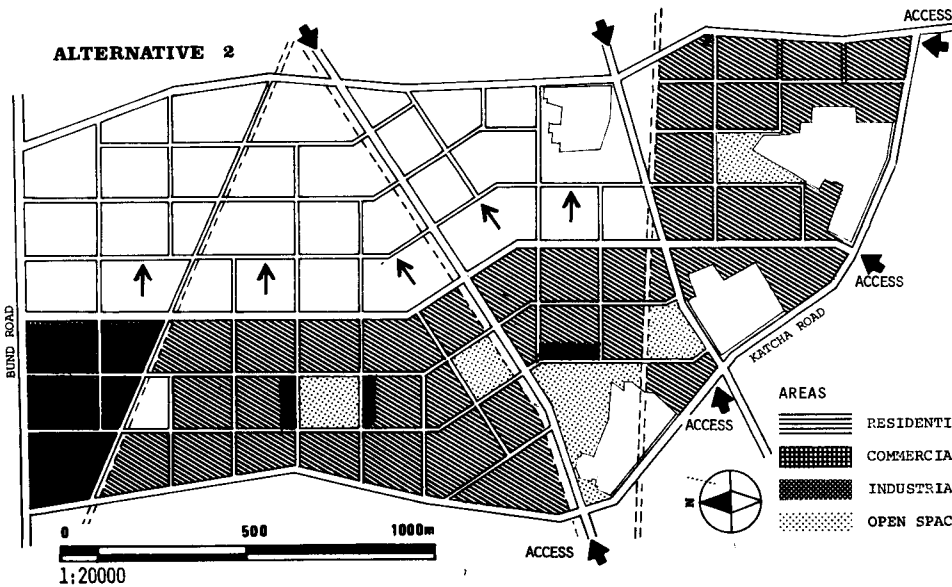 ACCESS
ALTERNATIVE 2
ACCESS
BUND ROAD
KATCHA ROAD
AREAS
RESIDENTI
COMMERCIA
INDUSTRIA
OPEN SPAC
ACCESS
N
0 500 1000m
1:20000
ACCESS